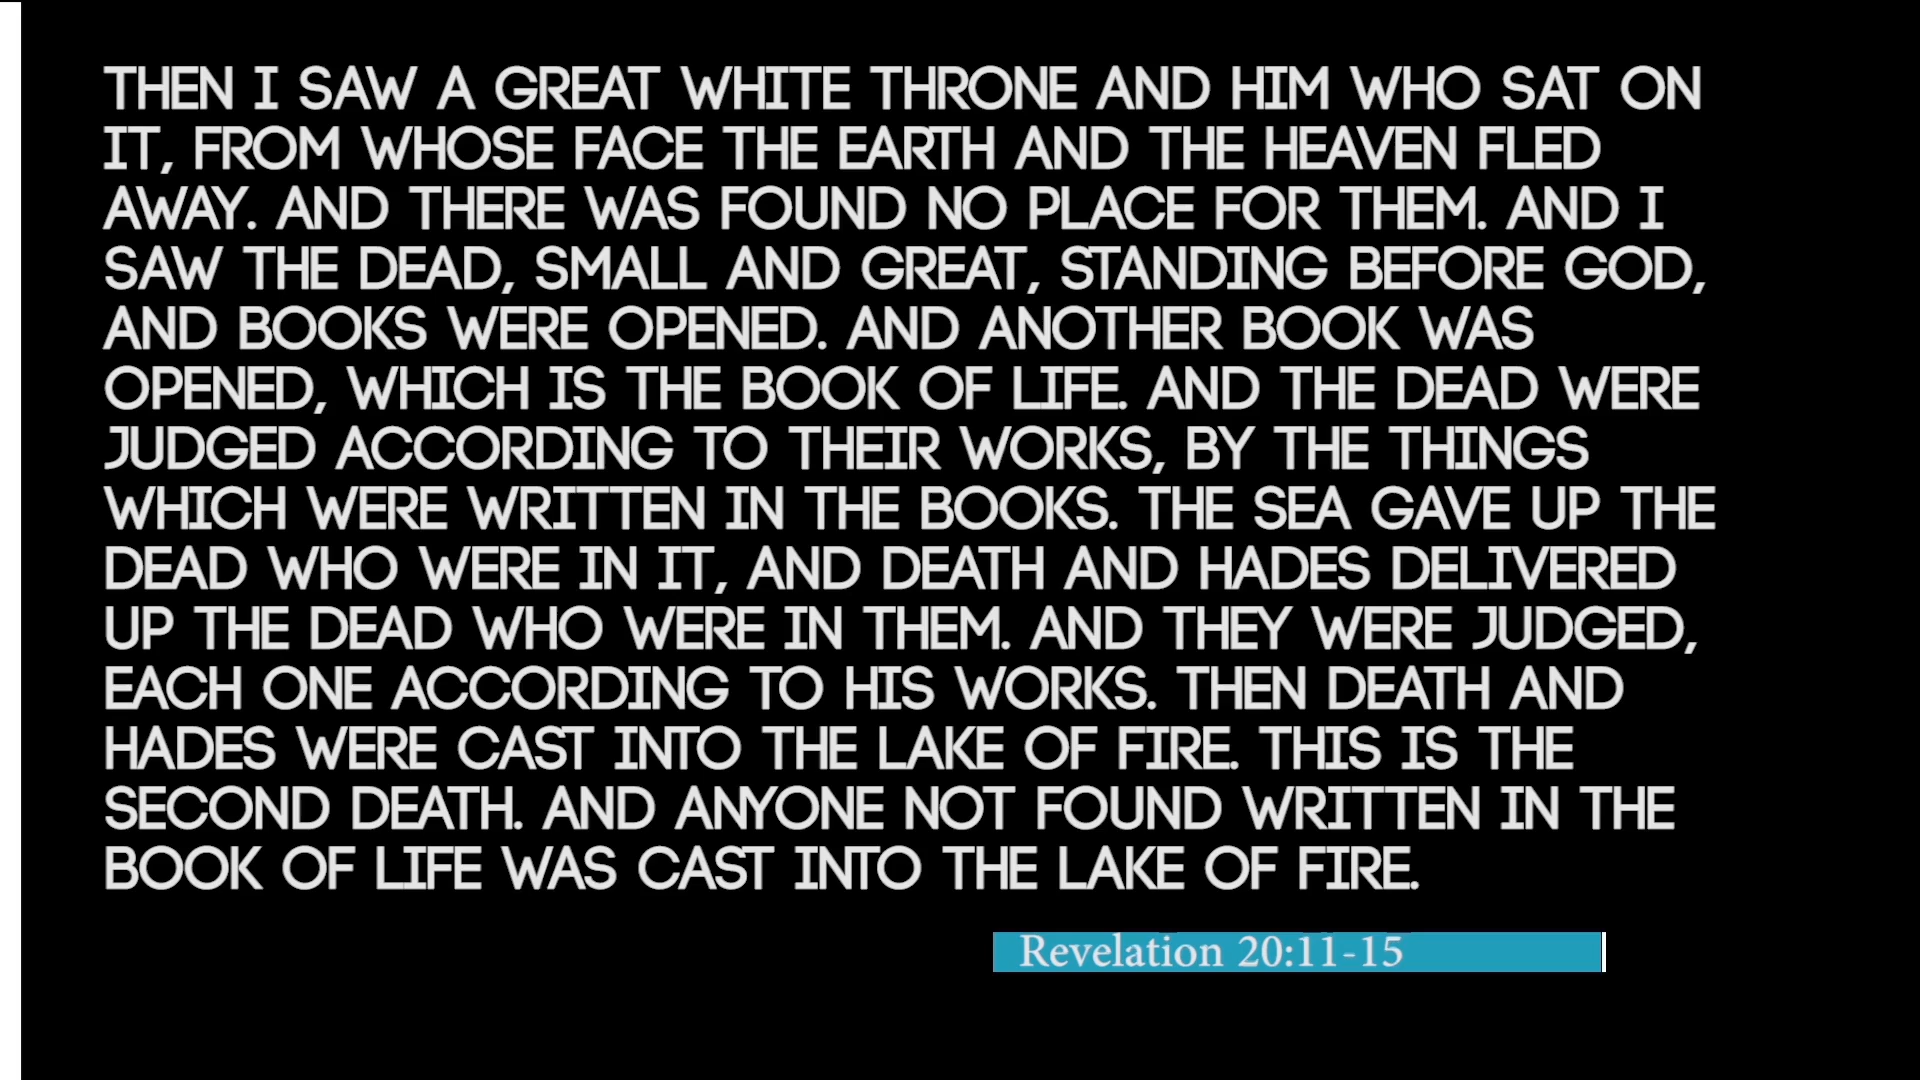 THEN I SAW A GREAT WHITE THRONE AND HIM WHO SAT ON
IT, FROM WHOSE FACE THE EARTH AND THE HEAVEN FLED
AWAY. AND THERE WAS FOUND NO PLACE FOR THEM. AND I
SAW THE DEAD, SMALL AND GREAT, STANDING BEFORE GOD,
AND BOOKS WERE OPENED. AND ANOTHER BOOK WAS
OPENED, WHICH IS THE BOOK OF LIFE. AND THE DEAD WERE
JUDGED ACCORDING TO THEIR WORKS, BY THE THINGS
WHICH WERE WRITTEN IN THE BOOKS. THE SEA GAVE UP THE
DEAD WHO WERE IN IT, AND DEATH AND HADES DELIVERED
UP THE DEAD WHO WERE IN THEM. AND THEY WERE JUDGED,
EACH ONE ACCORDING TO HIS WORKS. THEN DEATH AND
HADES WERE CAST INTO THE LAKE OF FIRE. THIS IS THE
SECOND DEATH. AND ANYONE NOT FOUND WRITTEN IN THE
BOOK OF LIFE WAS CAST INTO THE LAKE OF FIRE.
Revelation 20:11-15